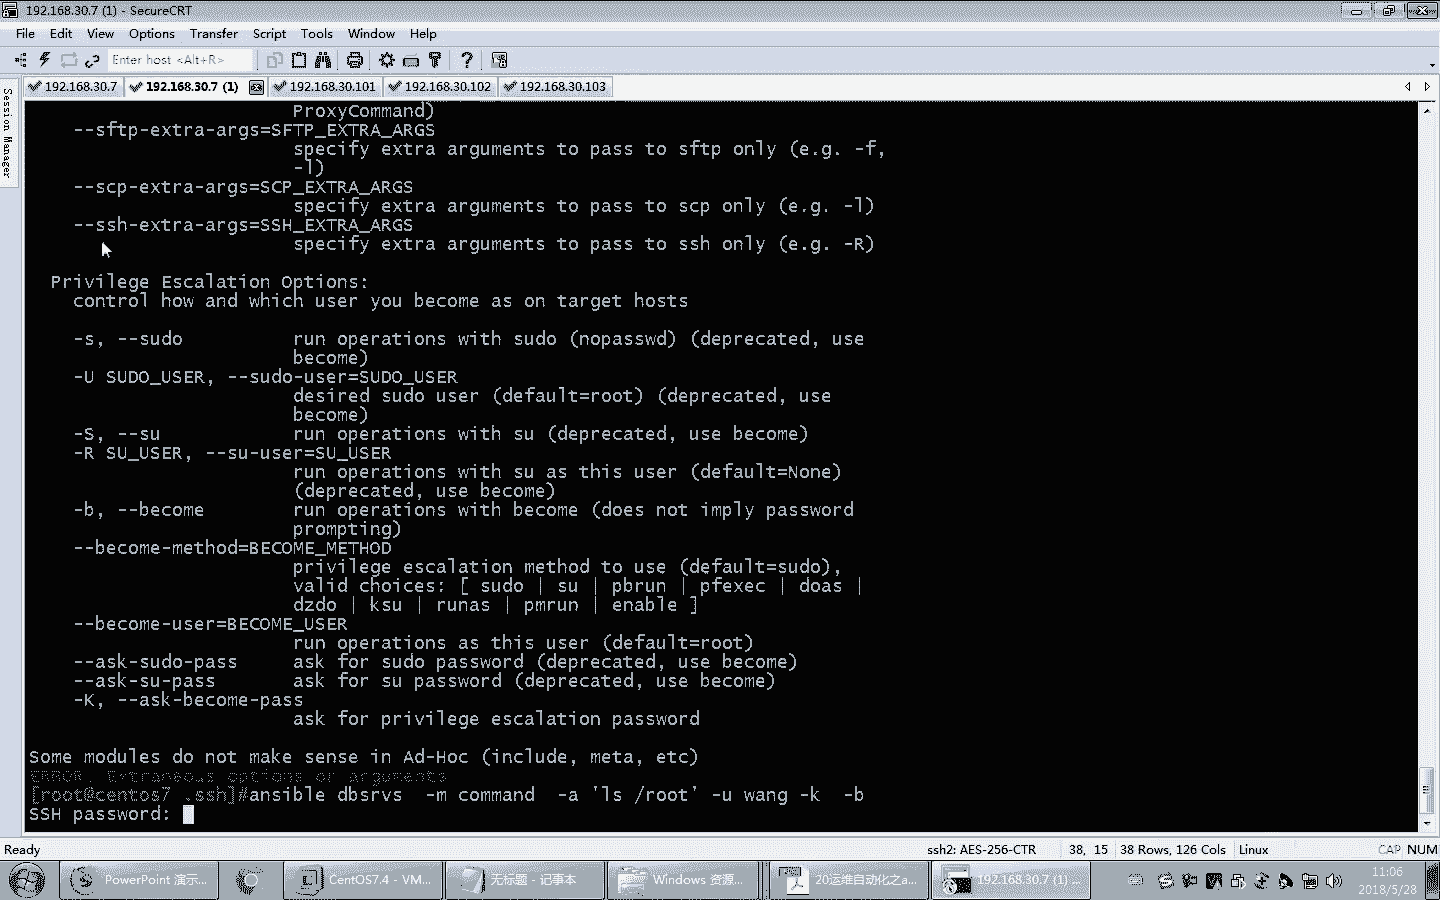 192.168.30.7 (1) - SecureCRT
File Edit View Options Transfer Script Tools Window Help
Enter host <Alt+R>
192.168.30.7 192.168.30.7 (1) 192.168.30.101 192.168.30.102 192.168.30.103
Session Manager
ProxyCommand)
--sftp-extra-args=SFTP_EXTRA_ARGS
specify extra arguments to pass to sftp only (e.g. -f,
-l)
--scp-extra-args=SCP_EXTRA_ARGS
specify extra arguments to pass to scp only (e.g. -l)
--ssh-extra-args=SSH_EXTRA_ARGS
specify extra arguments to pass to ssh only (e.g. -R)
Privilege Escalation Options:
control how and which user you become as on target hosts
-s, --sudo run operations with sudo (nopasswd) (deprecated, use
become)
-U SUDO_USER, --sudo-user=SUDO_USER
desired sudo user (default=root) (deprecated, use
become)
-S, --su run operations with su (deprecated, use become)
-R SU_USER, --su-user=SU_USER
run operations with su as this user (default=None)
(deprecated, use become)
-b, --become run operations with become (does not imply password
prompting)
--become-method=BECOME_METHOD
privilege escalation method to use (default=sudo),
valid choices: [ sudo | su | pbrun | pfexec | doas |
dzdo | ksu | runas | pmrun | enable ]
--become-user=BECOME_USER
run operations as this user (default=root)
--ask-sudo-pass ask for sudo password (deprecated, use become)
--ask-su-pass ask for su password (deprecated, use become)
-K, --ask-become-pass
ask for privilege escalation password
Some modules do not make sense in Ad-Hoc (include, meta, etc)
ERROR: Extraneous options or arguments
[root@centos7 .ssh]#ansible dbsrvs -m command -a 'ls /root' -u wang -k -b
SSH password:
Ready ssh2: AES-256-CTR 38, 15 38 Rows, 126 Cols Linux CAP NUM
PowerPoint 演示... CentOS7.4 - VM... 无标题 - 记事本 Windows 资源... 20运维自动化之a... 192.168.30.7 (1) ... 11:06
2018/5/28